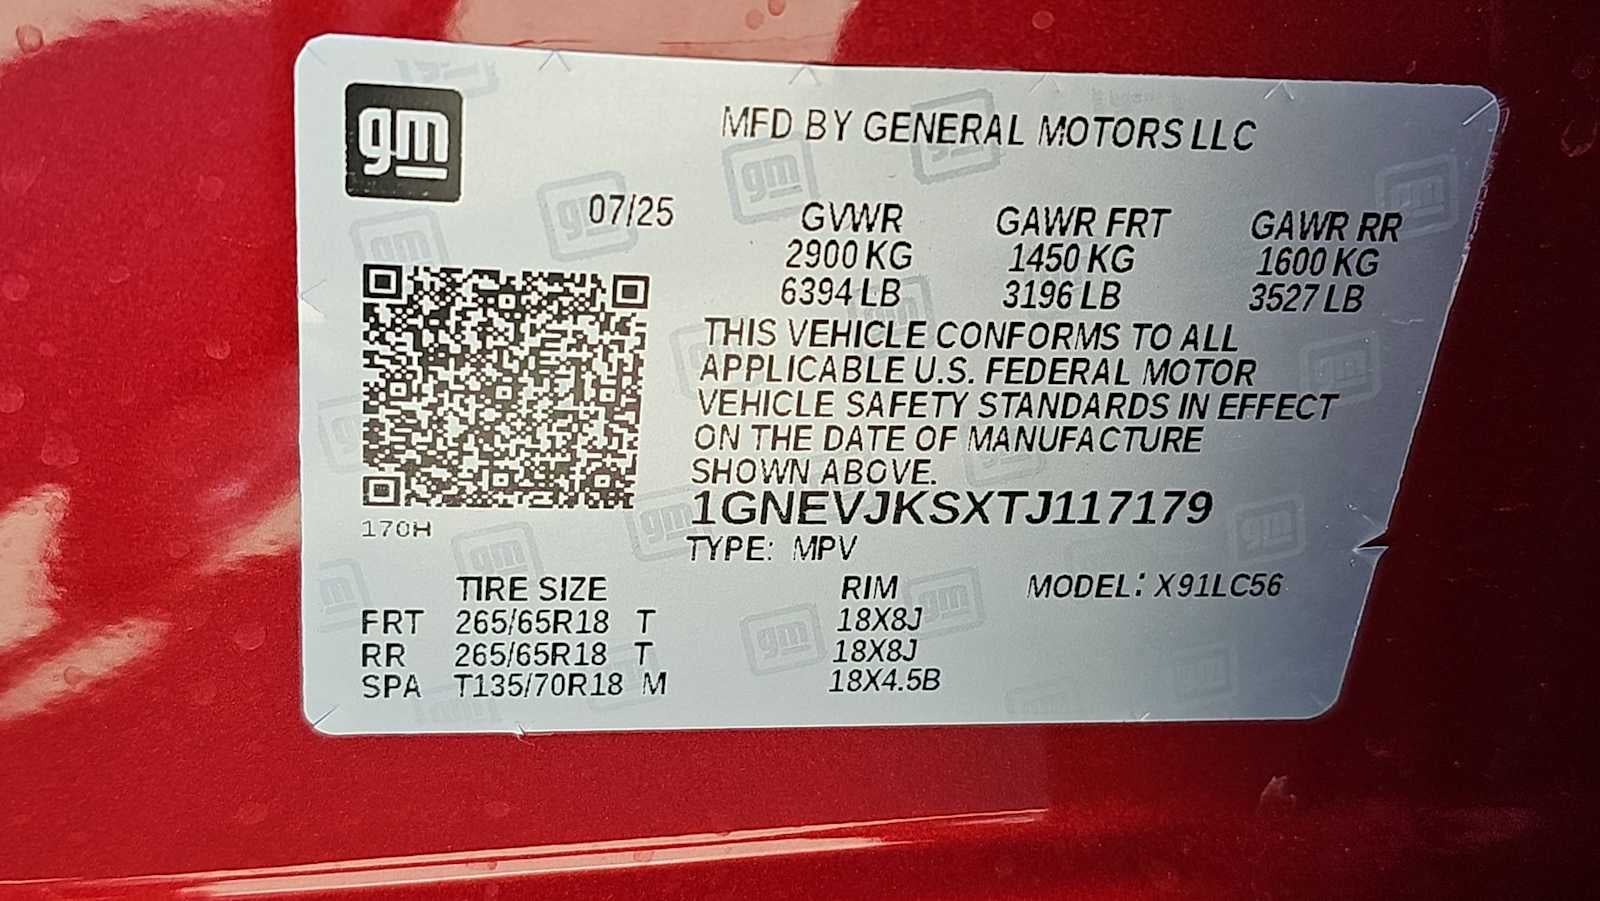 gm
MFD BY GENERAL MOTORS LLC
07/25 GVWR GAWR FRT GAWR RR
2900 KG 1450 KG 1600 KG
6394 LB 3196 LB 3527 LB
THIS VEHICLE CONFORMS TO ALL
APPLICABLE U.S. FEDERAL MOTOR
VEHICLE SAFETY STANDARDS IN EFFECT
ON THE DATE OF MANUFACTURE
SHOWN ABOVE.
1GNEVJKSXTJ117179
170H
TYPE: MPV
TIRE SIZE RIM MODEL: X91LC56
FRT 265/65R18 T 18X8J
RR 265/65R18 T 18X8J
SPA T135/70R18 M 18X4.5B